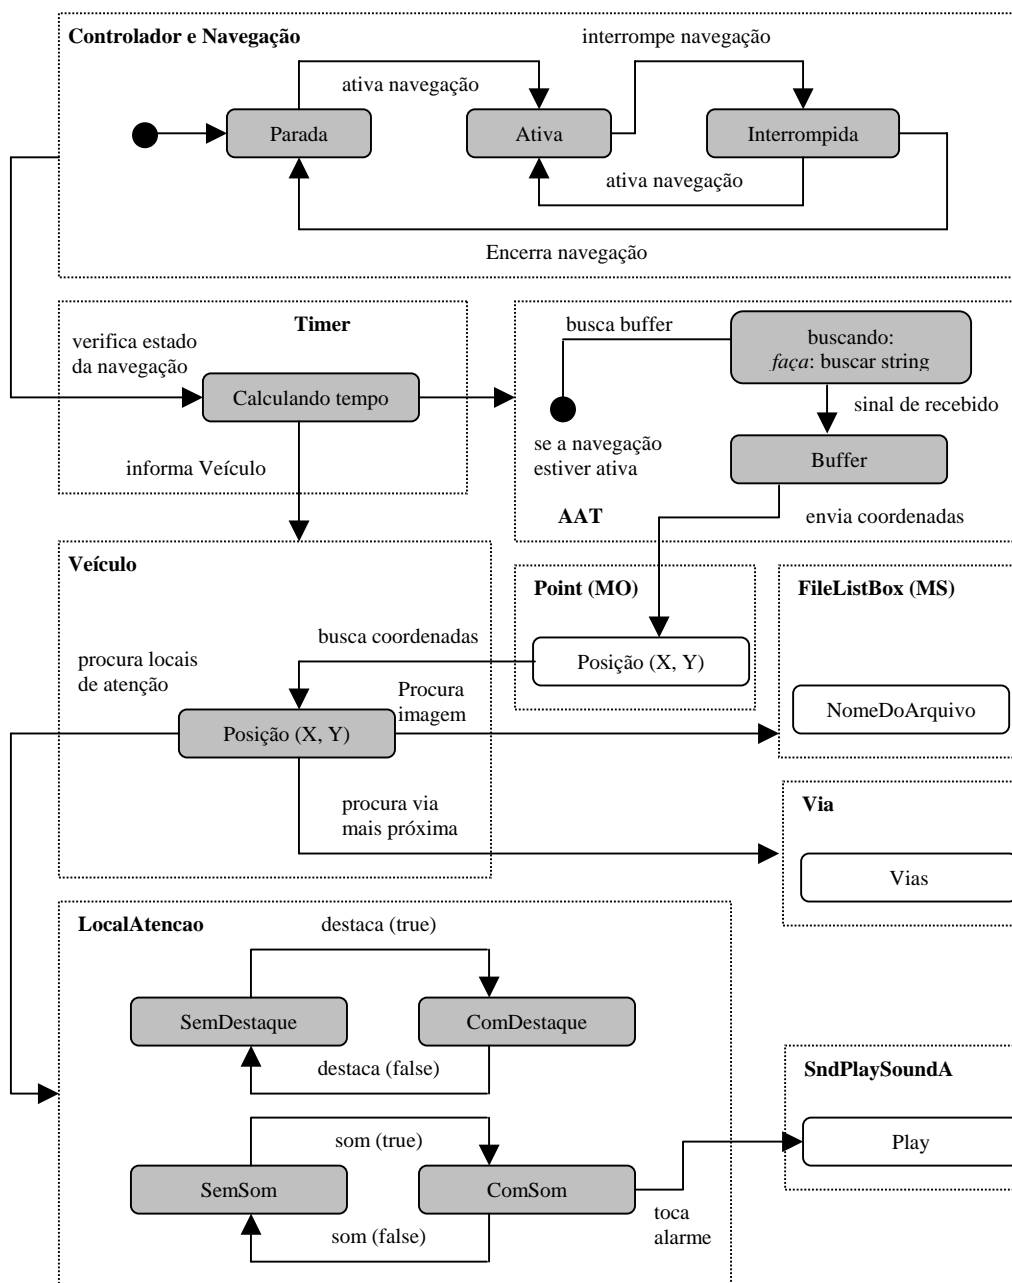 Controlador e Navegação
interrompe navegação
ativa navegação
Parada
Ativa
Interrompida
ativa navegação
Encerra navegação
Timer
verifica estado
da navegação
Calculando tempo
informa Veículo
busca buffer
buscando:
faça: buscar string
sinal de recebido
se a navegação
estiver ativa
Buffer
AAT
envia coordenadas
Veículo
Point (MO)
FileListBox (MS)
busca coordenadas
Posição (X, Y)
procura locais
de atenção
Procura
imagem
NomeDoArquivo
Posição (X, Y)
procura via
mais próxima
Via
Vias
LocalAtencao
destaca (true)
SemDestaque
ComDestaque
destaca (false)
SndPlaySoundA
som (true)
Play
SemSom
ComSom
toca
alarme
som (false)